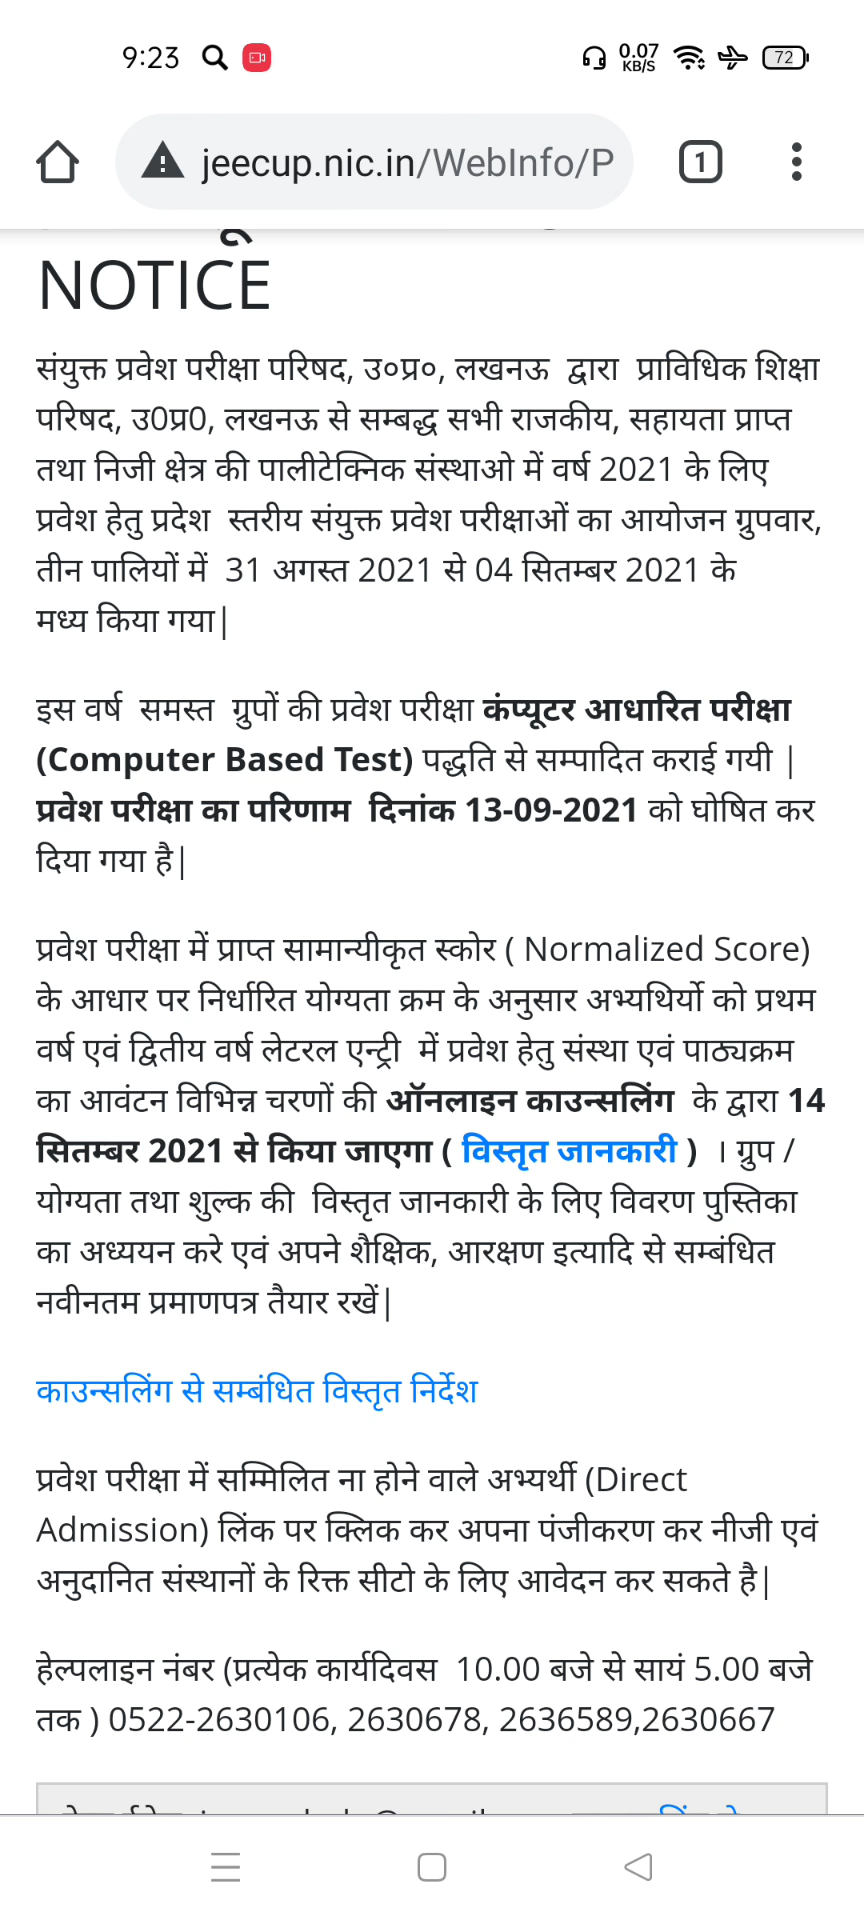 9:23
0.07
KB/S
72
jeecup.nic.in/WebInfo/P
1
NOTICE
संयुक्त प्रवेश परीक्षा परिषद, उ०प्र०, लखनऊ द्वारा प्राविधिक शिक्षा
परिषद, उ0प्र0, लखनऊ से सम्बद्ध सभी राजकीय, सहायता प्राप्त
तथा निजी क्षेत्र की पालीटेक्निक संस्थाओ में वर्ष 2021 के लिए
प्रवेश हेतु प्रदेश स्तरीय संयुक्त प्रवेश परीक्षाओं का आयोजन ग्रुपवार,
तीन पालियों में 31 अगस्त 2021 से 04 सितम्बर 2021 के
मध्य किया गया|
इस वर्ष समस्त ग्रुपों की प्रवेश परीक्षा कंप्यूटर आधारित परीक्षा
(Computer Based Test) पद्धति से सम्पादित कराई गयी |
प्रवेश परीक्षा का परिणाम दिनांक 13-09-2021 को घोषित कर
दिया गया है|
प्रवेश परीक्षा में प्राप्त सामान्यीकृत स्कोर ( Normalized Score)
के आधार पर निर्धारित योग्यता क्रम के अनुसार अभ्यथिर्यो को प्रथम
वर्ष एवं द्वितीय वर्ष लेटरल एन्ट्री में प्रवेश हेतु संस्था एवं पाठ्यक्रम
का आवंटन विभिन्न चरणों की ऑनलाइन काउन्सलिंग के द्वारा 14
सितम्बर 2021 से किया जाएगा ( विस्तृत जानकारी ) । ग्रुप /
योग्यता तथा शुल्क की विस्तृत जानकारी के लिए विवरण पुस्तिका
का अध्ययन करे एवं अपने शैक्षिक, आरक्षण इत्यादि से सम्बंधित
नवीनतम प्रमाणपत्र तैयार रखें|
काउन्सलिंग से सम्बंधित विस्तृत निर्देश
प्रवेश परीक्षा में सम्मिलित ना होने वाले अभ्यर्थी (Direct
Admission) लिंक पर क्लिक कर अपना पंजीकरण कर नीजी एवं
अनुदानित संस्थानों के रिक्त सीटो के लिए आवेदन कर सकते है|
हेल्पलाइन नंबर (प्रत्येक कार्यदिवस 10.00 बजे से सायं 5.00 बजे
तक ) 0522-2630106, 2630678, 2636589,2630667